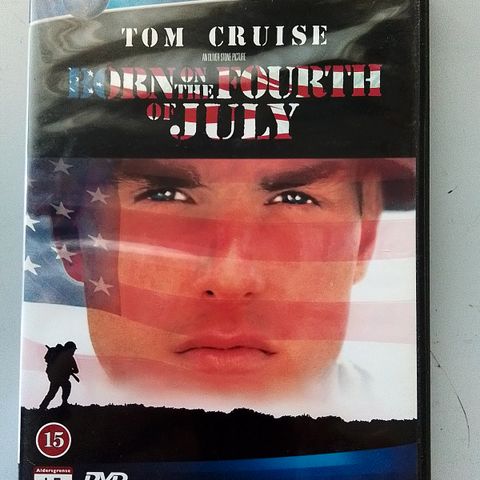 TOM CRUISE
AN OLIVER STONE PICTURE
BORN ON THE FOURTH
OF JULY
15
Aldersgrense
DVD